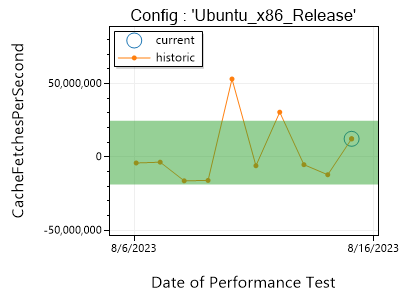 Config : 'Ubuntu_x86_Release'
current
historic
50,000,000
0
-50,000,000
CacheFetchesPerSecond
8/6/2023
8/16/2023
Date of Performance Test